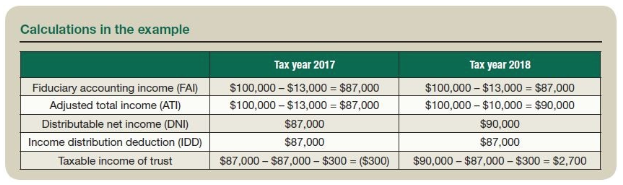 Calculations in the example
Tax year 2017 Tax year 2018
Fiduciary accounting income (FAI) $100,000 – $13,000 = $87,000 $100,000 – $13,000 = $87,000
Adjusted total income (ATI) $100,000 – $13,000 = $87,000 $100,000 – $10,000 = $90,000
Distributable net income (DNI) $87,000 $90,000
Income distribution deduction (IDD) $87,000 $87,000
Taxable income of trust $87,000 – $87,000 – $300 = ($300) $90,000 – $87,000 – $300 = $2,700